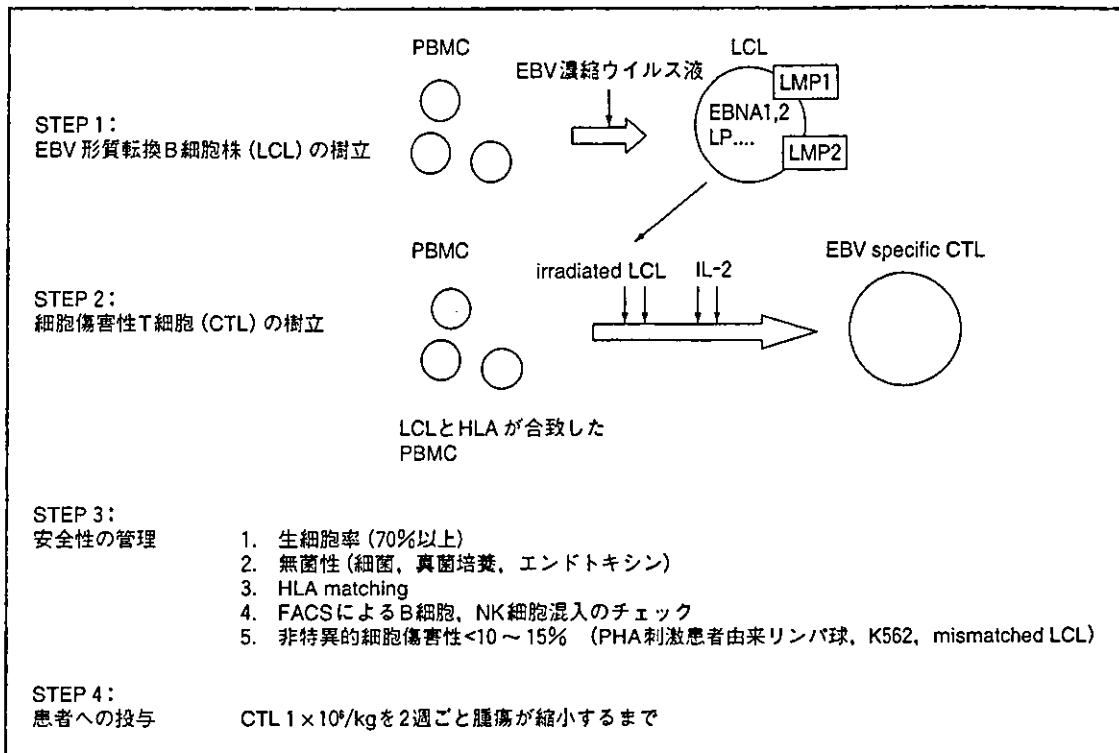 PBMC
EBV濃縮ウイルス液
LCL
LMP1
EBNA1,2
LP....
LMP2
STEP 1：
EBV 形質転換B細胞株 (LCL) の樹立
PBMC
irradiated LCL
IL-2
EBV specific CTL
STEP 2：
細胞傷害性T細胞 (CTL) の樹立
LCLとHLA が合致した
PBMC
STEP 3：
安全性の管理
1. 生細胞率 (70％以上)
2. 無菌性 (細菌，真菌培養，エンドトキシン)
3. HLA matching
4. FACSによるB細胞，NK細胞混入のチェック
5. 非特異的細胞傷害性<10～15％ （PHA刺激患者由来リンパ球，K562，mismatched LCL）
STEP 4：
患者への投与
CTL 1×10⁶/kgを2週ごと腫瘍が縮小するまで